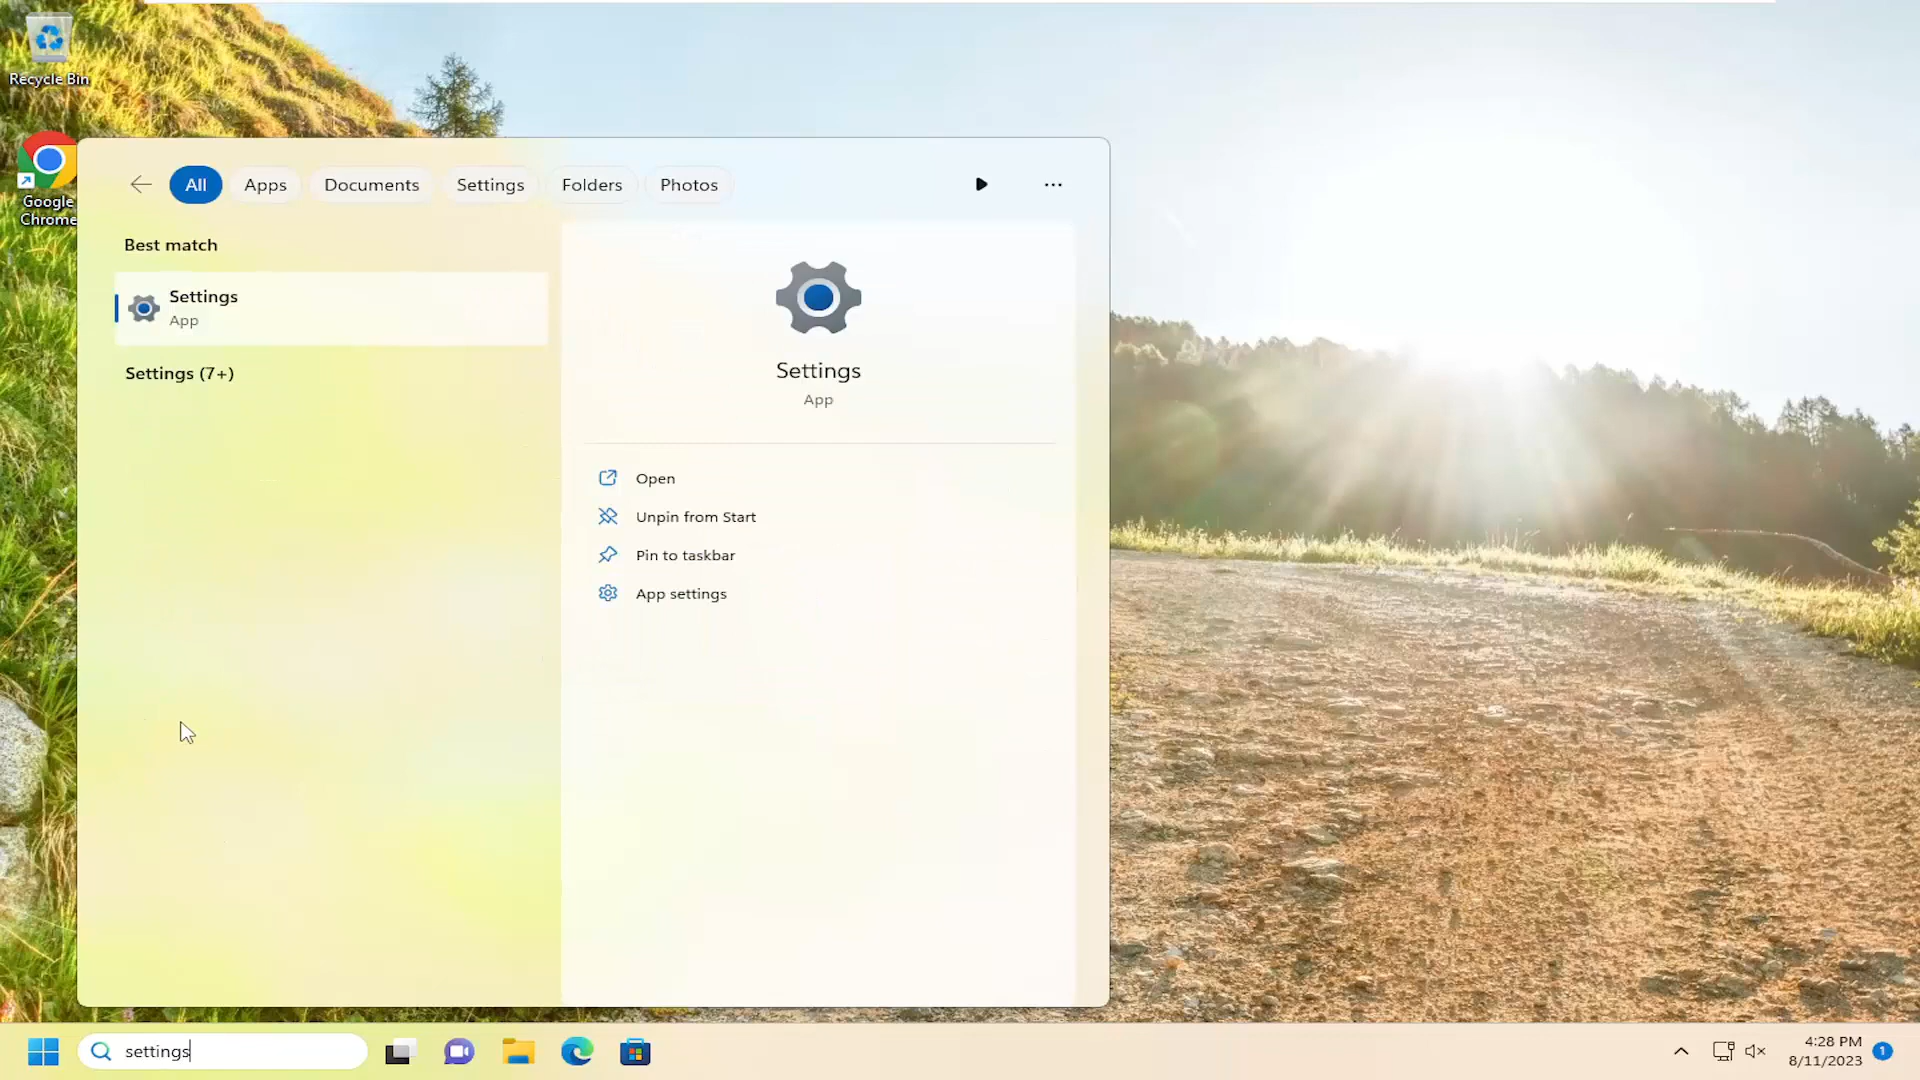 Recycle Bin
Google
Chrome
All
Apps
Documents
Settings
Folders
Photos
Best match
Settings
App
Settings (7+)
Settings
App
Open
Unpin from Start
Pin to taskbar
App settings
settings
4:28 PM
8/11/2023
1